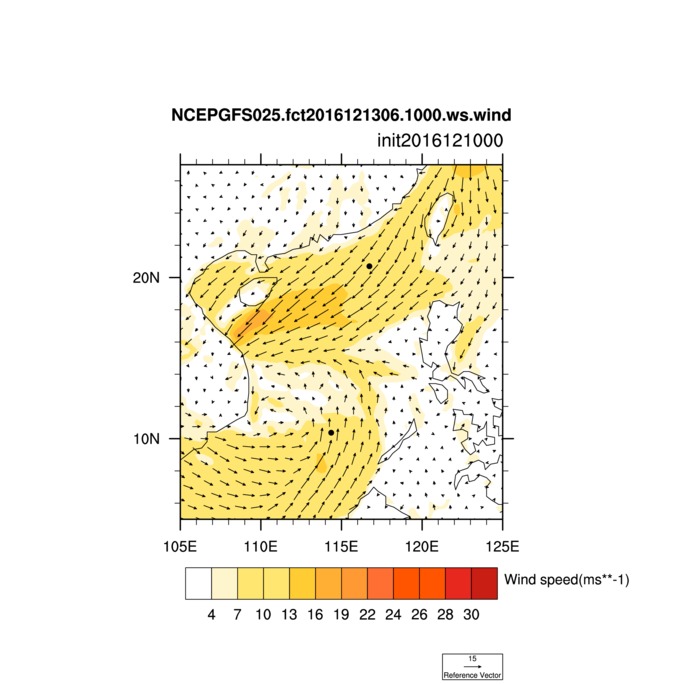 NCEPGFS025.fct2016121306.1000.ws.wind
init2016121000
20N
10N
105E 110E 115E 120E 125E
Wind speed(ms**-1)
4 7 10 13 16 19 22 24 26 28 30
15
Reference Vector